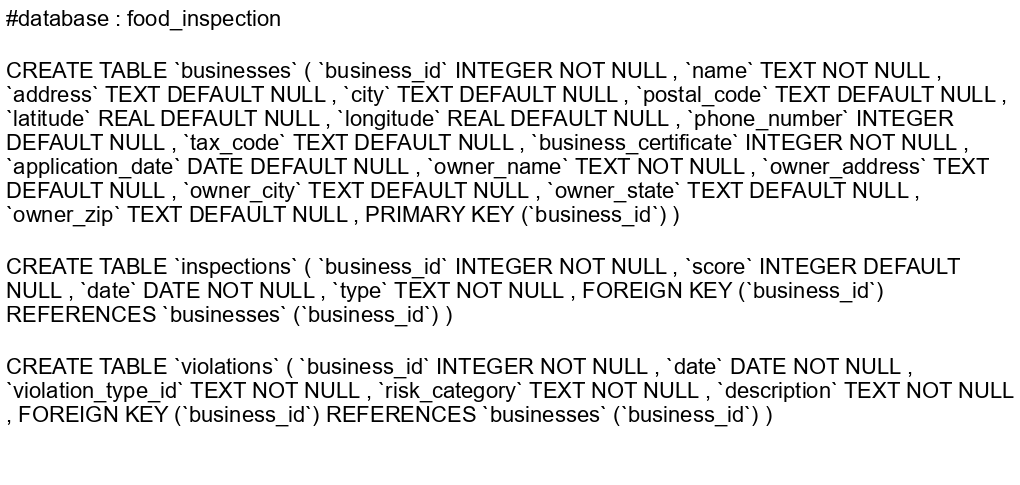 #database : food_inspection
CREATE TABLE `businesses` ( `business_id` INTEGER NOT NULL , `name` TEXT NOT NULL ,
`address` TEXT DEFAULT NULL , `city` TEXT DEFAULT NULL , `postal_code` TEXT DEFAULT NULL ,
`latitude` REAL DEFAULT NULL , `longitude` REAL DEFAULT NULL , `phone_number` INTEGER
DEFAULT NULL , `tax_code` TEXT DEFAULT NULL , `business_certificate` INTEGER NOT NULL ,
`application_date` DATE DEFAULT NULL , `owner_name` TEXT NOT NULL , `owner_address` TEXT
DEFAULT NULL , `owner_city` TEXT DEFAULT NULL , `owner_state` TEXT DEFAULT NULL ,
`owner_zip` TEXT DEFAULT NULL , PRIMARY KEY (`business_id`) )
CREATE TABLE `inspections` ( `business_id` INTEGER NOT NULL , `score` INTEGER DEFAULT
NULL , `date` DATE NOT NULL , `type` TEXT NOT NULL , FOREIGN KEY (`business_id`)
REFERENCES `businesses` (`business_id`) )
CREATE TABLE `violations` ( `business_id` INTEGER NOT NULL , `date` DATE NOT NULL ,
`violation_type_id` TEXT NOT NULL , `risk_category` TEXT NOT NULL , `description` TEXT NOT NULL
, FOREIGN KEY (`business_id`) REFERENCES `businesses` (`business_id`) )